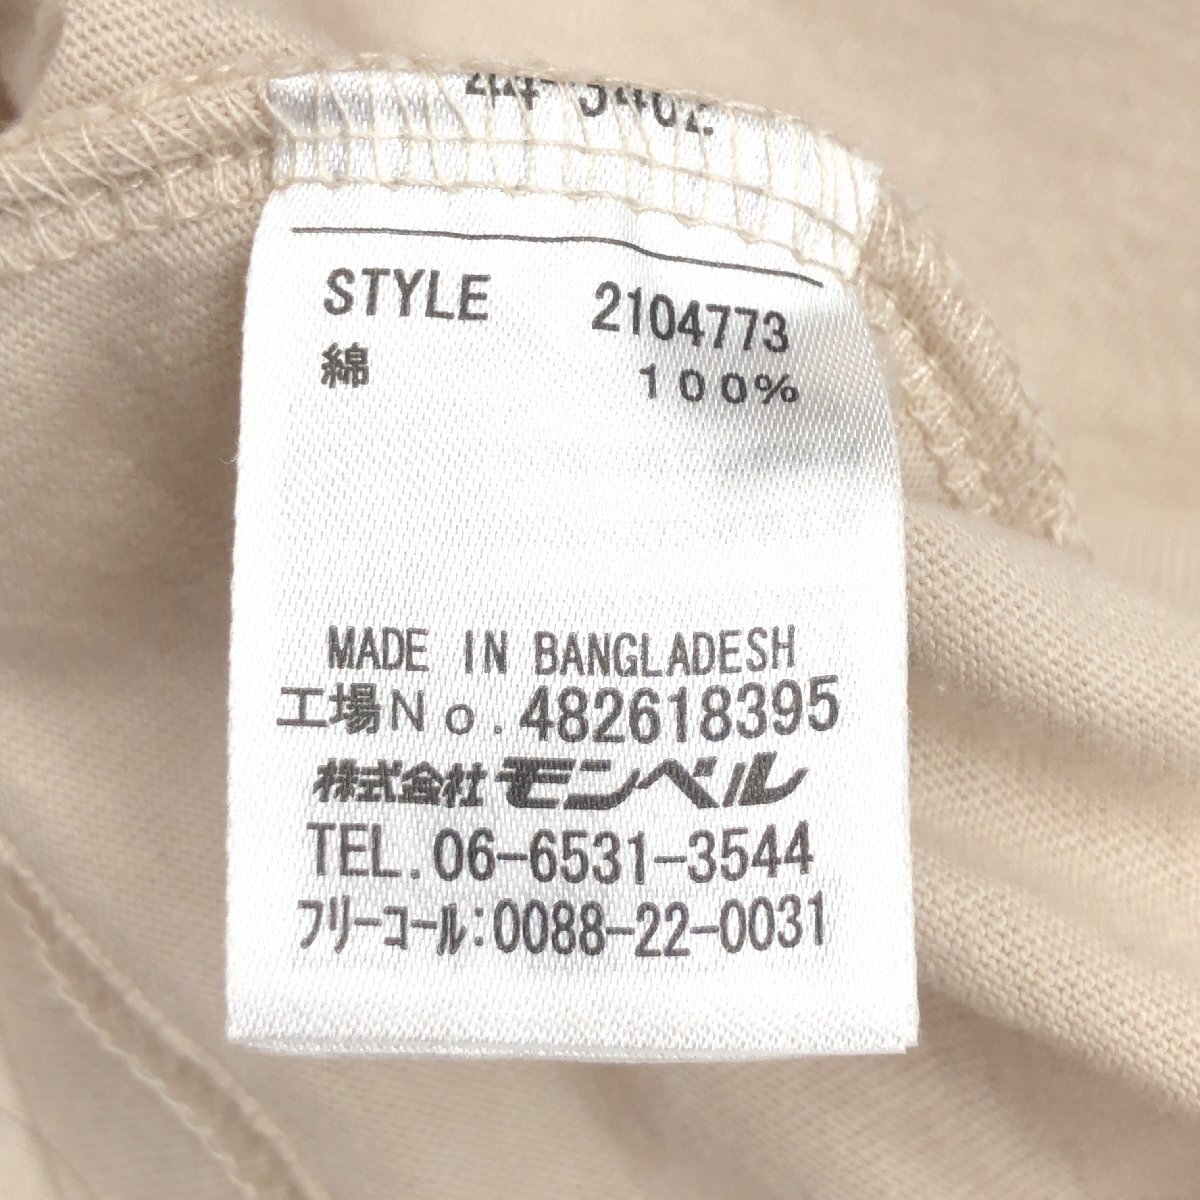 STYLE 2104773
綿 100%
MADE IN BANGLADESH
工場No.482618395
株式会社モンベル
TEL.06-6531-3544
フリーコール:0088-22-0031